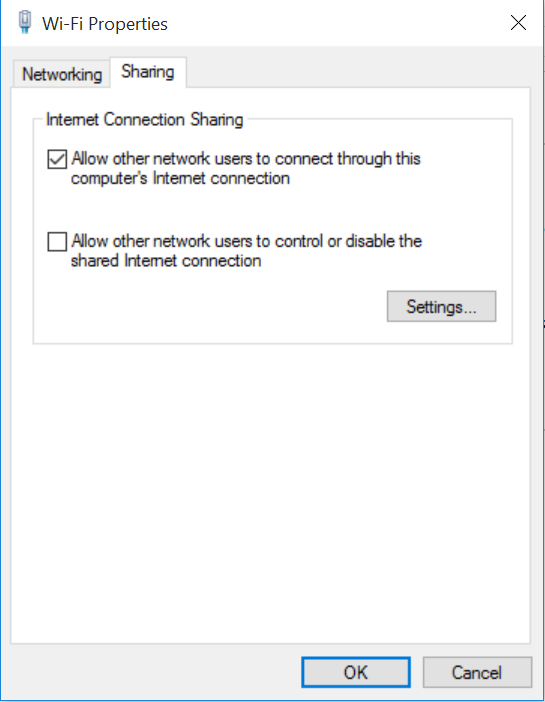 Wi-Fi Properties
Networking
Sharing
Internet Connection Sharing
Allow other network users to connect through this
computer's Internet connection
Allow other network users to control or disable the
shared Internet connection
Settings...
OK
Cancel